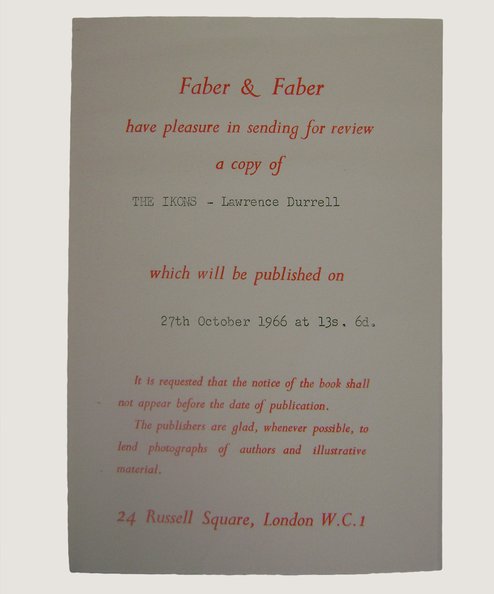 Faber & Faber
have pleasure in sending for review
a copy of
THE IKONS - Lawrence Durrell
which will be published on
27th October 1966 at 13s. 6d.
It is requested that the notice of the book shall
not appear before the date of publication.
The publishers are glad, whenever possible, to
lend photographs of authors and illustrative
material.
24 Russell Square, London W.C.1